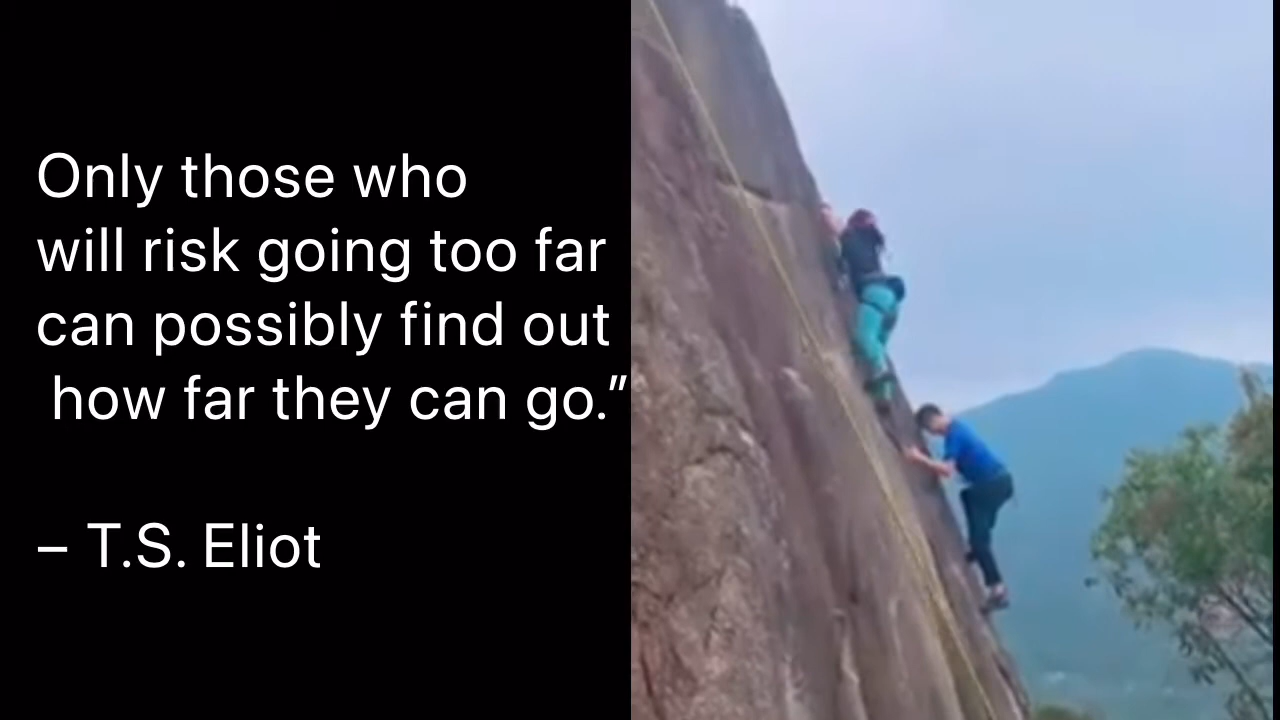 Only those who
will risk going too far
can possibly find out
how far they can go.”
– T.S. Eliot